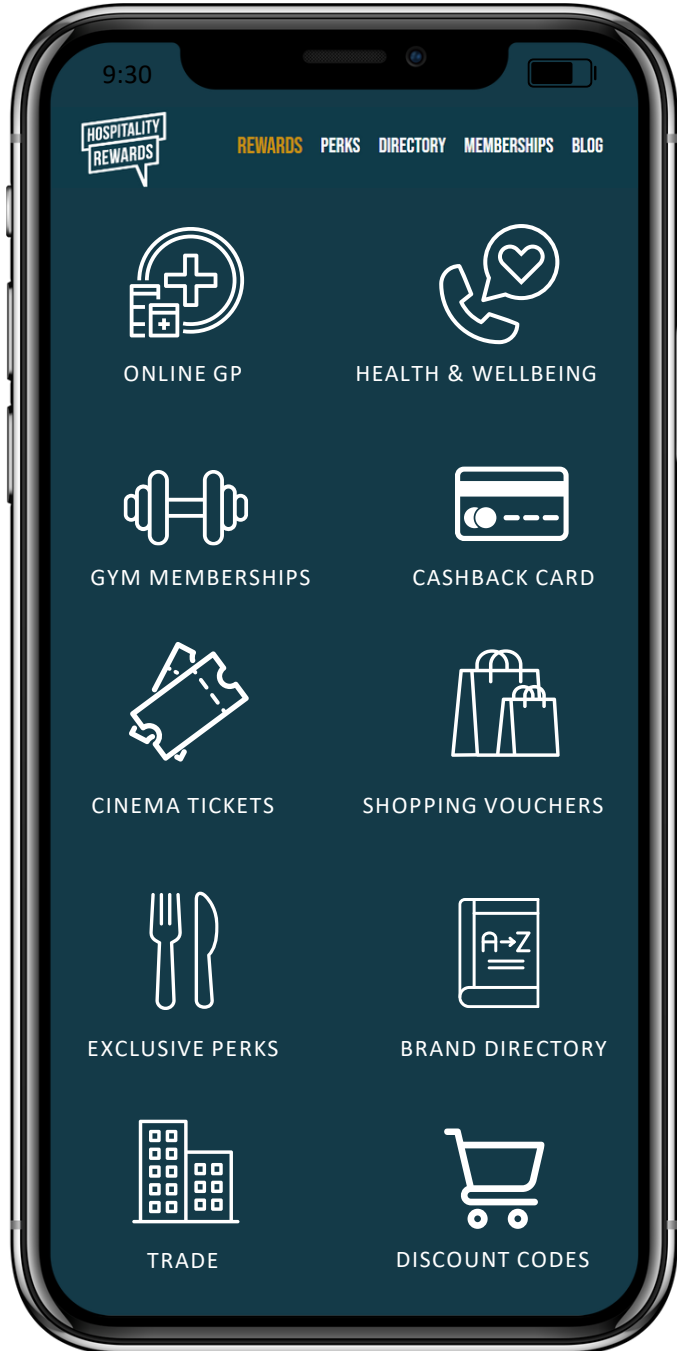 9:30
HOSPITALITY
REWARDS
REWARDS PERKS DIRECTORY MEMBERSHIPS BLOG
ONLINE GP
HEALTH & WELLBEING
GYM MEMBERSHIPS
CASHBACK CARD
CINEMA TICKETS
SHOPPING VOUCHERS
A→Z
EXCLUSIVE PERKS
BRAND DIRECTORY
TRADE
DISCOUNT CODES